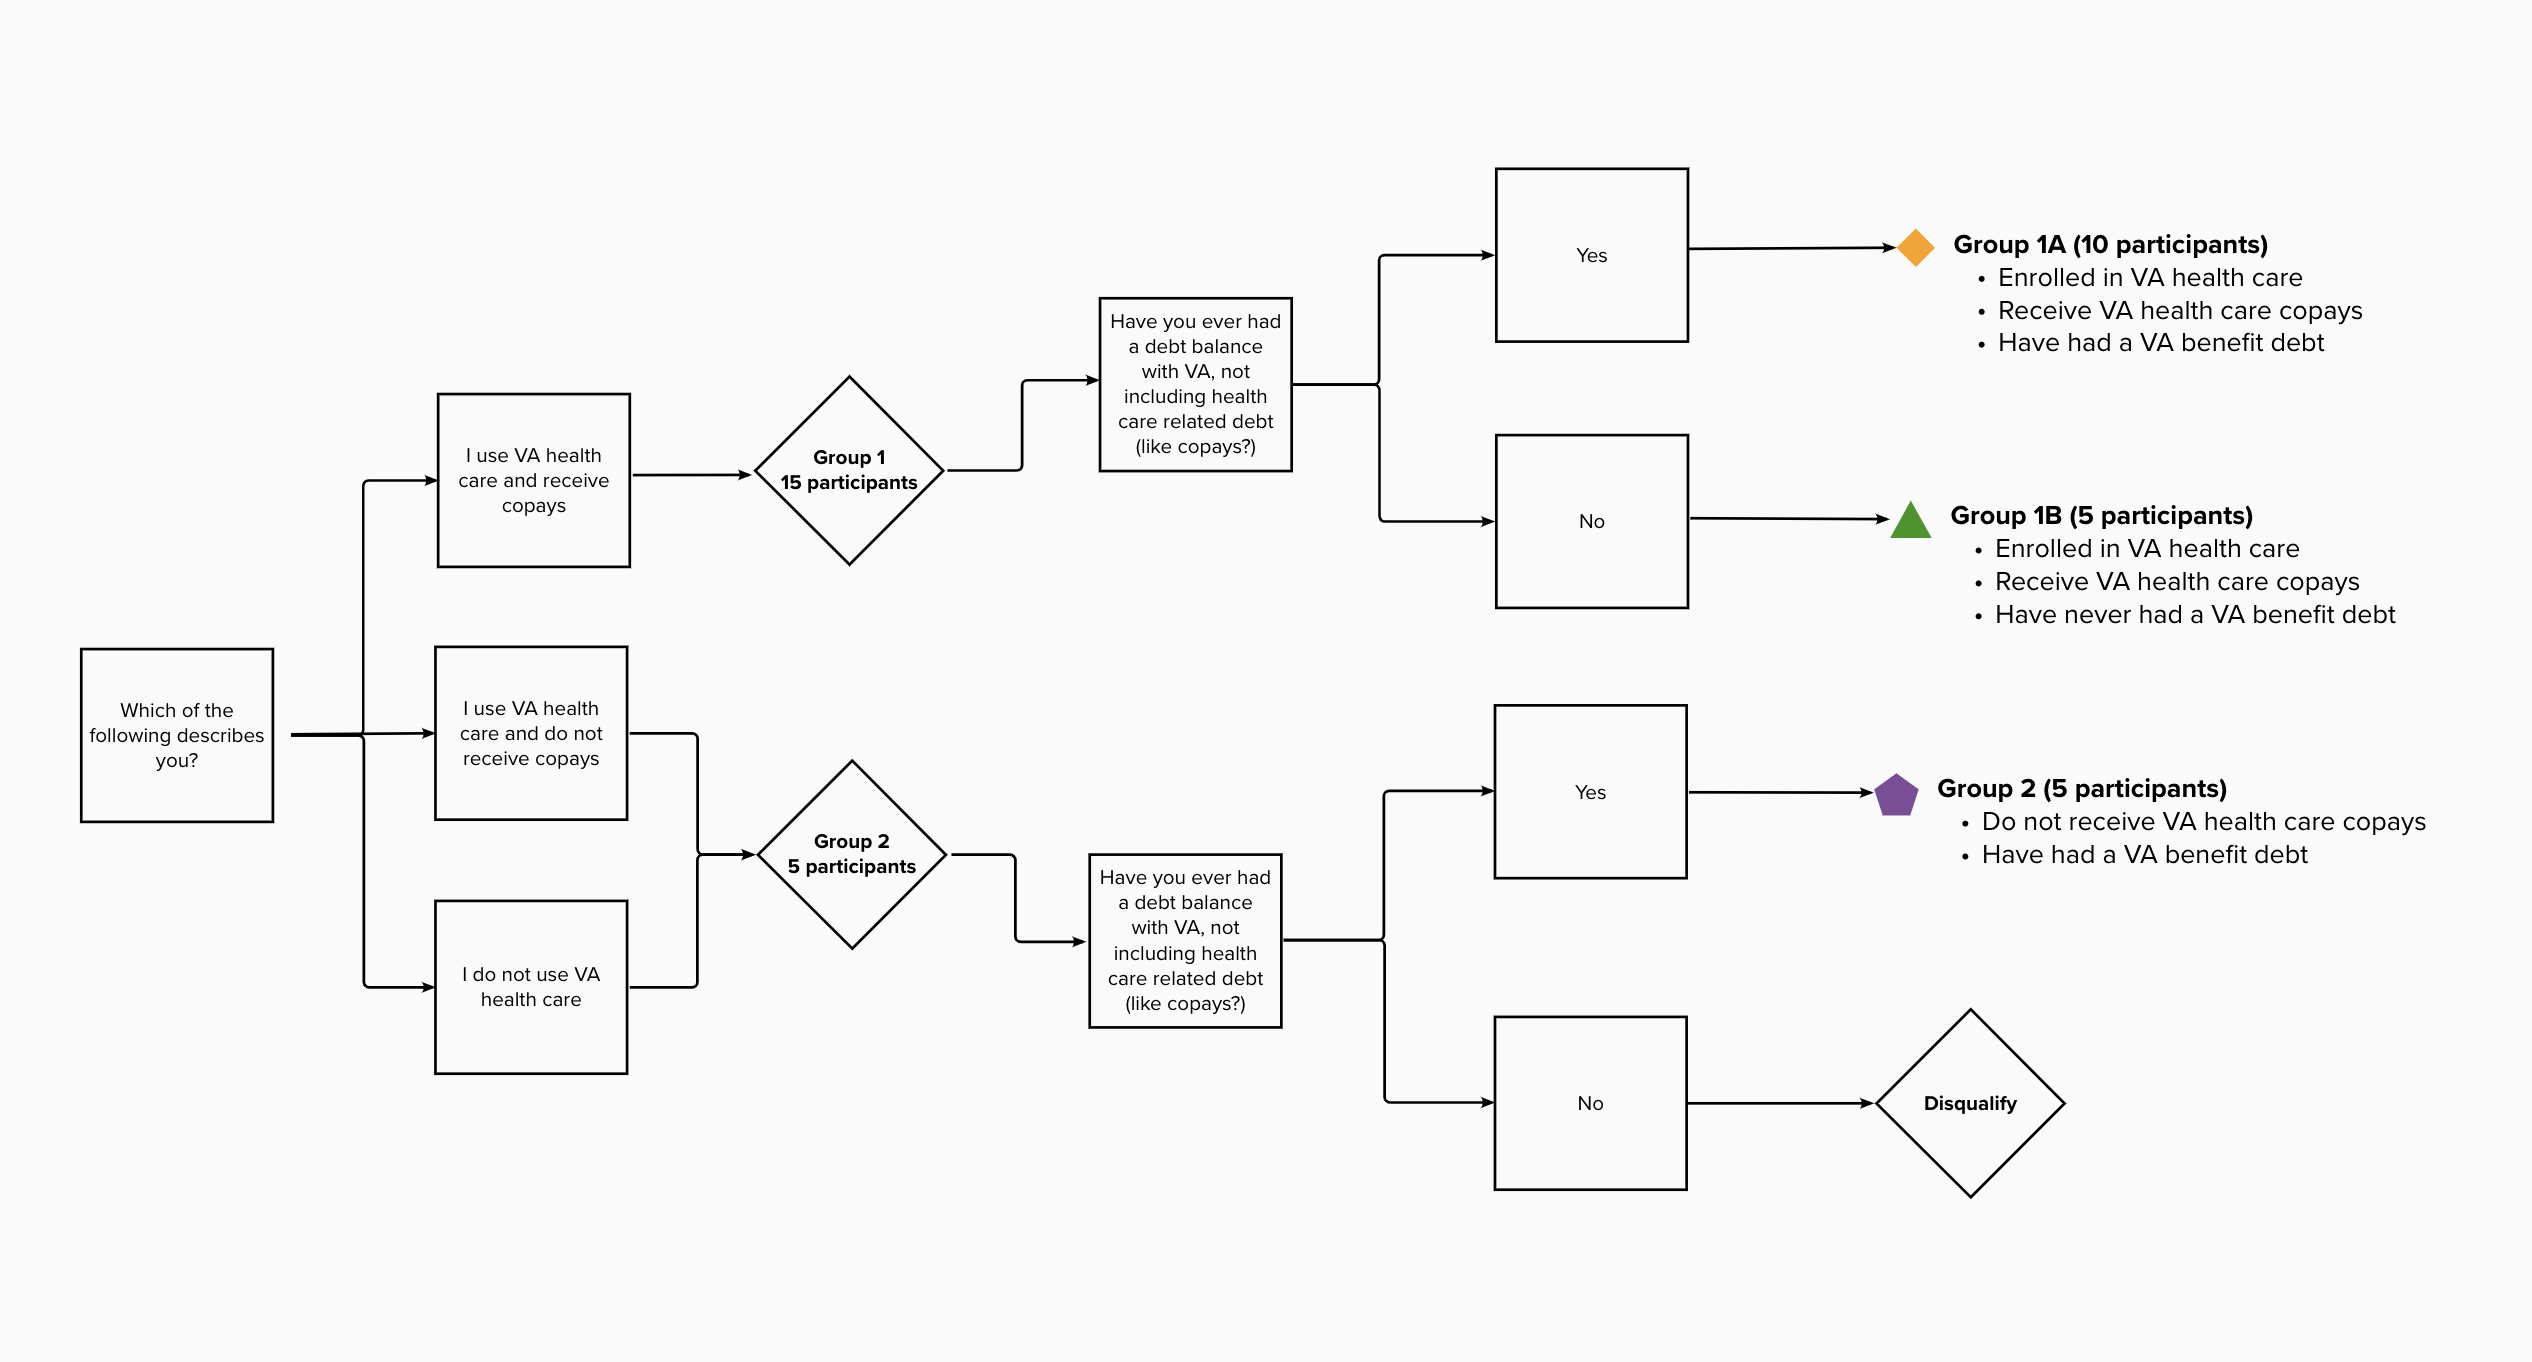 Which of the
following describes
you?
I use VA health
care and receive
copays
I use VA health
care and do not
receive copays
I do not use VA
health care
Group 1
15 participants
Group 2
5 participants
Have you ever had
a debt balance
with VA, not
including health
care related debt
(like copays?)
Have you ever had
a debt balance
with VA, not
including health
care related debt
(like copays?)
Yes
No
Yes
No
Group 1A (10 participants)
• Enrolled in VA health care
• Receive VA health care copays
• Have had a VA benefit debt
Group 1B (5 participants)
• Enrolled in VA health care
• Receive VA health care copays
• Have never had a VA benefit debt
Group 2 (5 participants)
• Do not receive VA health care copays
• Have had a VA benefit debt
Disqualify